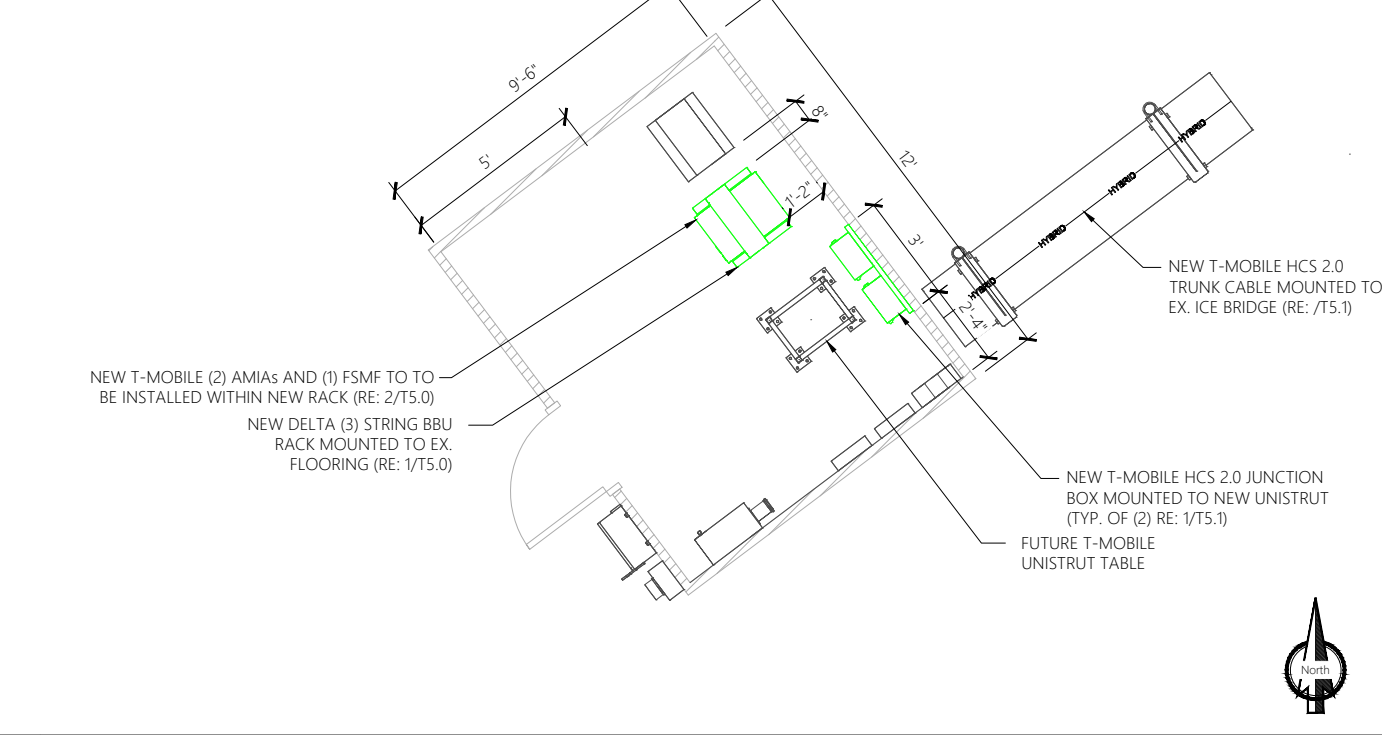 9'-6"
5'
8"
1'-2"
12'
3'
2'-4"
HYBRID
HYBRID
HYBRID
HYBRID
NEW T-MOBILE HCS 2.0
TRUNK CABLE MOUNTED TO
EX. ICE BRIDGE (RE: /T5.1)
NEW T-MOBILE (2) AMIAs AND (1) FSMF TO TO
BE INSTALLED WITHIN NEW RACK (RE: 2/T5.0)
NEW DELTA (3) STRING BBU
RACK MOUNTED TO EX.
FLOORING (RE: 1/T5.0)
NEW T-MOBILE HCS 2.0 JUNCTION
BOX MOUNTED TO NEW UNISTRUT
(TYP. OF (2) RE: 1/T5.1)
FUTURE T-MOBILE
UNISTRUT TABLE
North